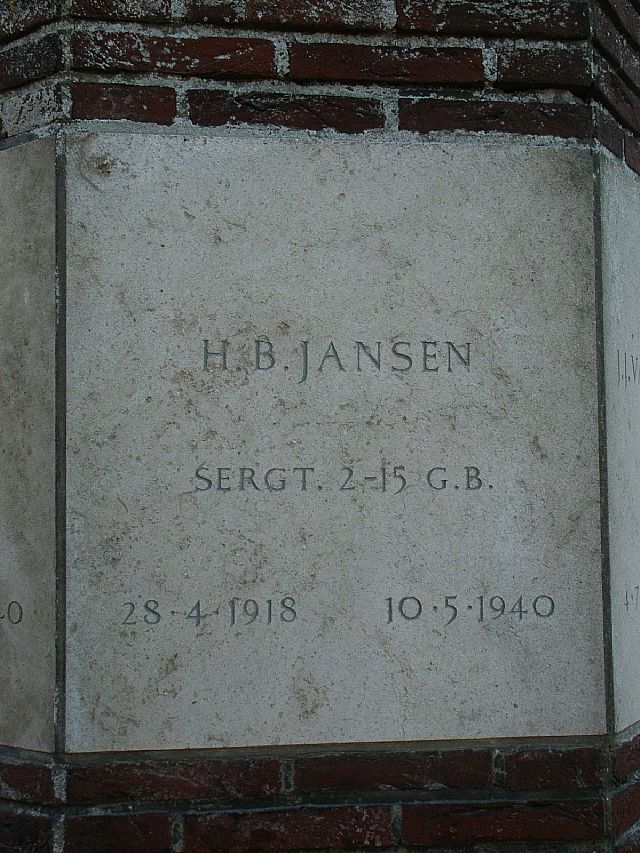 H.B. JANSEN
SERGT. 2-15 G.B.
28·4-1918 10·5·1940